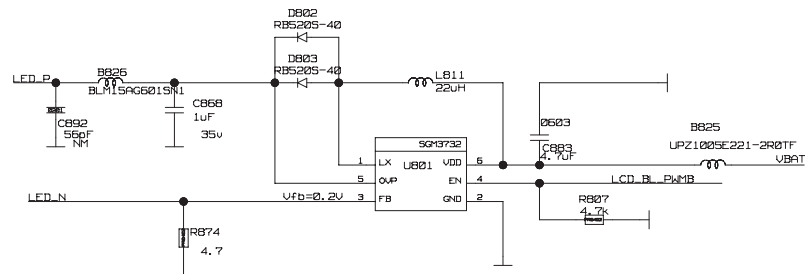 D802
RB520S-40
D803
RB520S-40
LED_P
B826
BLM15AG601SN1
L811
22uH
C892
56pF
NM
C868
1uF
35v
0603
C883
4.7uF
B825
UPZ1005E221-2R0TF
VBAT
SGM3732
U801
1 LX VDD 6
5 OVP EN 4
3 FB GND 2
LCD_BL_PWMB
LED_N
Vfb=0.2V
R874
4.7
R807
4.7k